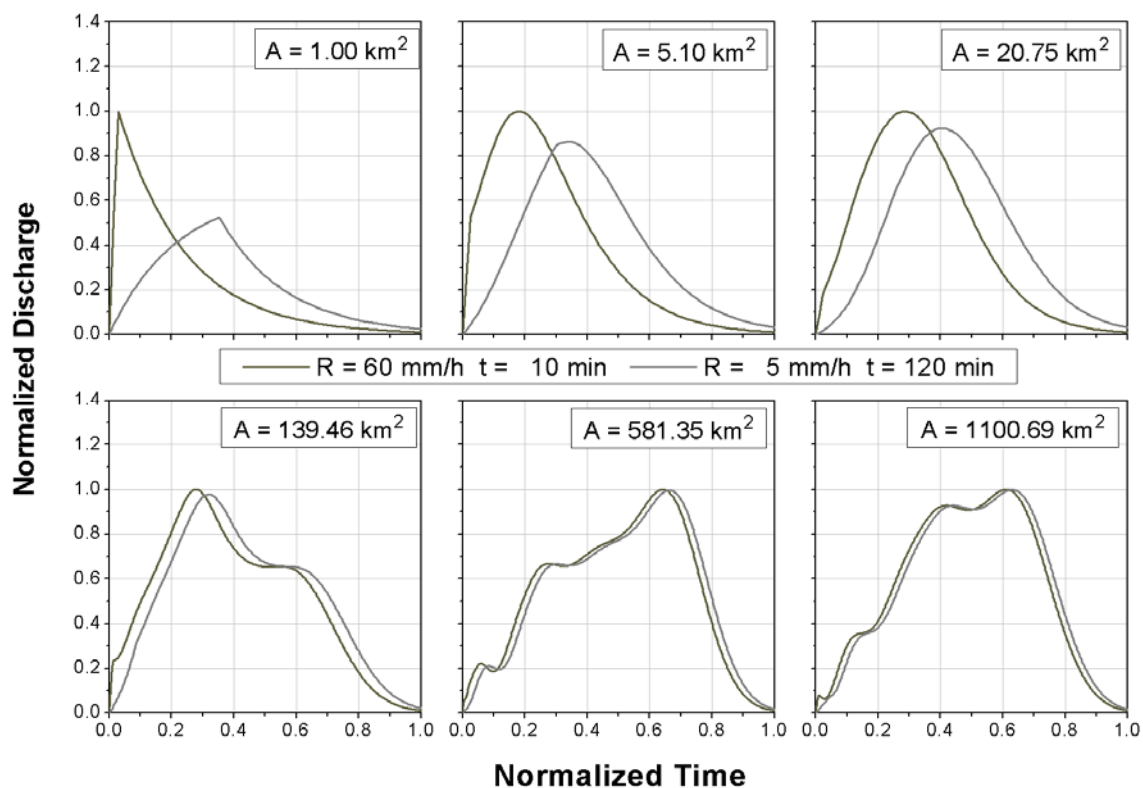 A = 1.00 km²
A = 5.10 km²
A = 20.75 km²
1.4
1.2
1.0
0.8
0.6
0.4
0.2
0.0
Normalized Discharge
R = 60 mm/h t = 10 min
R = 5 mm/h t = 120 min
A = 139.46 km²
A = 581.35 km²
A = 1100.69 km²
1.4
1.2
1.0
0.8
0.6
0.4
0.2
0.0
0.0 0.2 0.4 0.6 0.8 1.0
0.0 0.2 0.4 0.6 0.8 1.0
0.0 0.2 0.4 0.6 0.8 1.0
Normalized Time